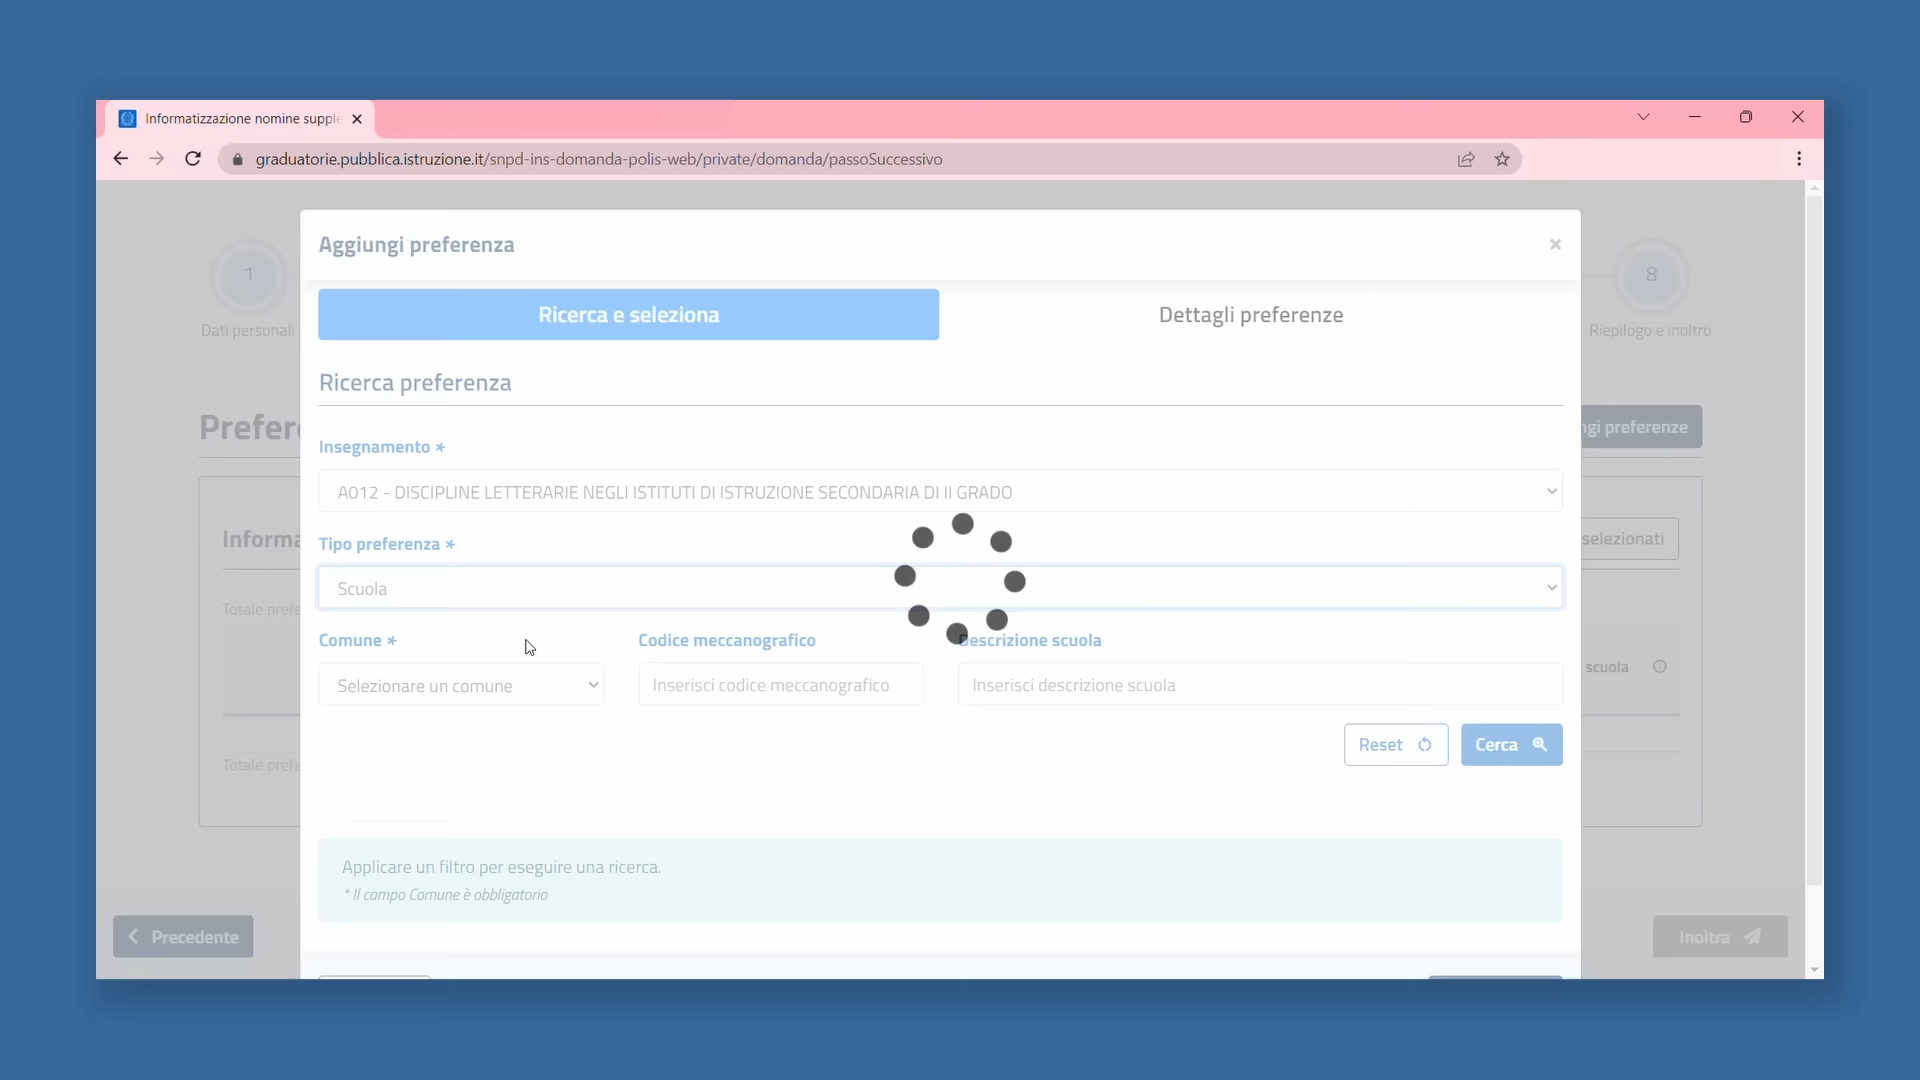 Informatizzazione nomine supple
graduatorie.pubblica.istruzione.it/snpd-ins-domanda-polis-web/private/domanda/passoSuccessivo
Aggiungi preferenza
1
8
Dati personali
Riepilogo e inoltro
Ricerca e seleziona
Dettagli preferenze
Ricerca preferenza
Prefer
ngi preferenze
Insegnamento *
A012 - DISCIPLINE LETTERARIE NEGLI ISTITUTI DI ISTRUZIONE SECONDARIA DI II GRADO
Informa
selezionati
Tipo preferenza *
Scuola
Totale prefe
Comune *
Codice meccanografico
Descrizione scuola
scuola
Selezionare un comune
Inserisci codice meccanografico
Inserisci descrizione scuola
Reset
Cerca
Totale prefe
Applicare un filtro per eseguire una ricerca.
* Il campo Comune è obbligatorio
Precedente
Inoltra